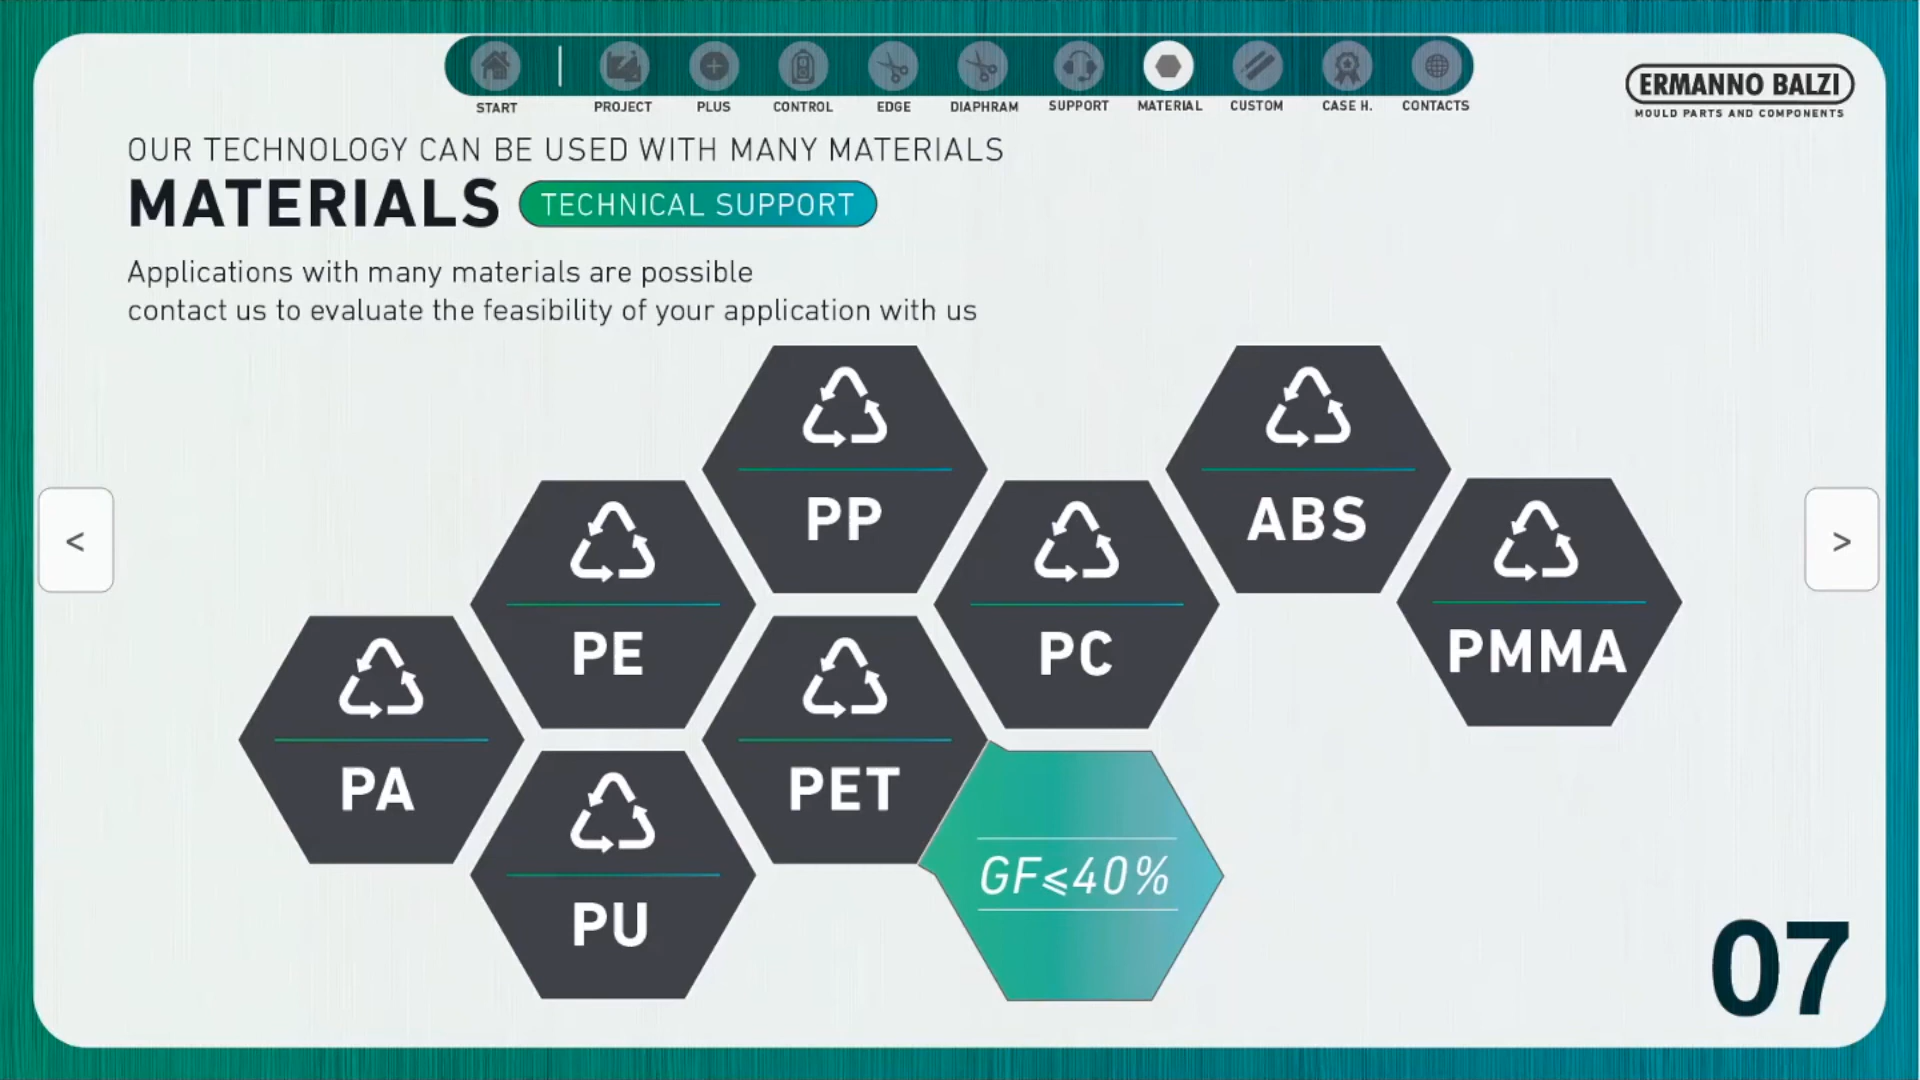 START
PROJECT
PLUS
CONTROL
EDGE
DIAPHRAM
SUPPORT
MATERIAL
CUSTOM
CASE H.
CONTACTS
ERMANNO BALZI
MOULD PARTS AND COMPONENTS
OUR TECHNOLOGY CAN BE USED WITH MANY MATERIALS
MATERIALS
TECHNICAL SUPPORT
Applications with many materials are possible
contact us to evaluate the feasibility of your application with us
PP
ABS
PE
PC
PMMA
PA
PET
PU
GF⩽40%
<
>
07